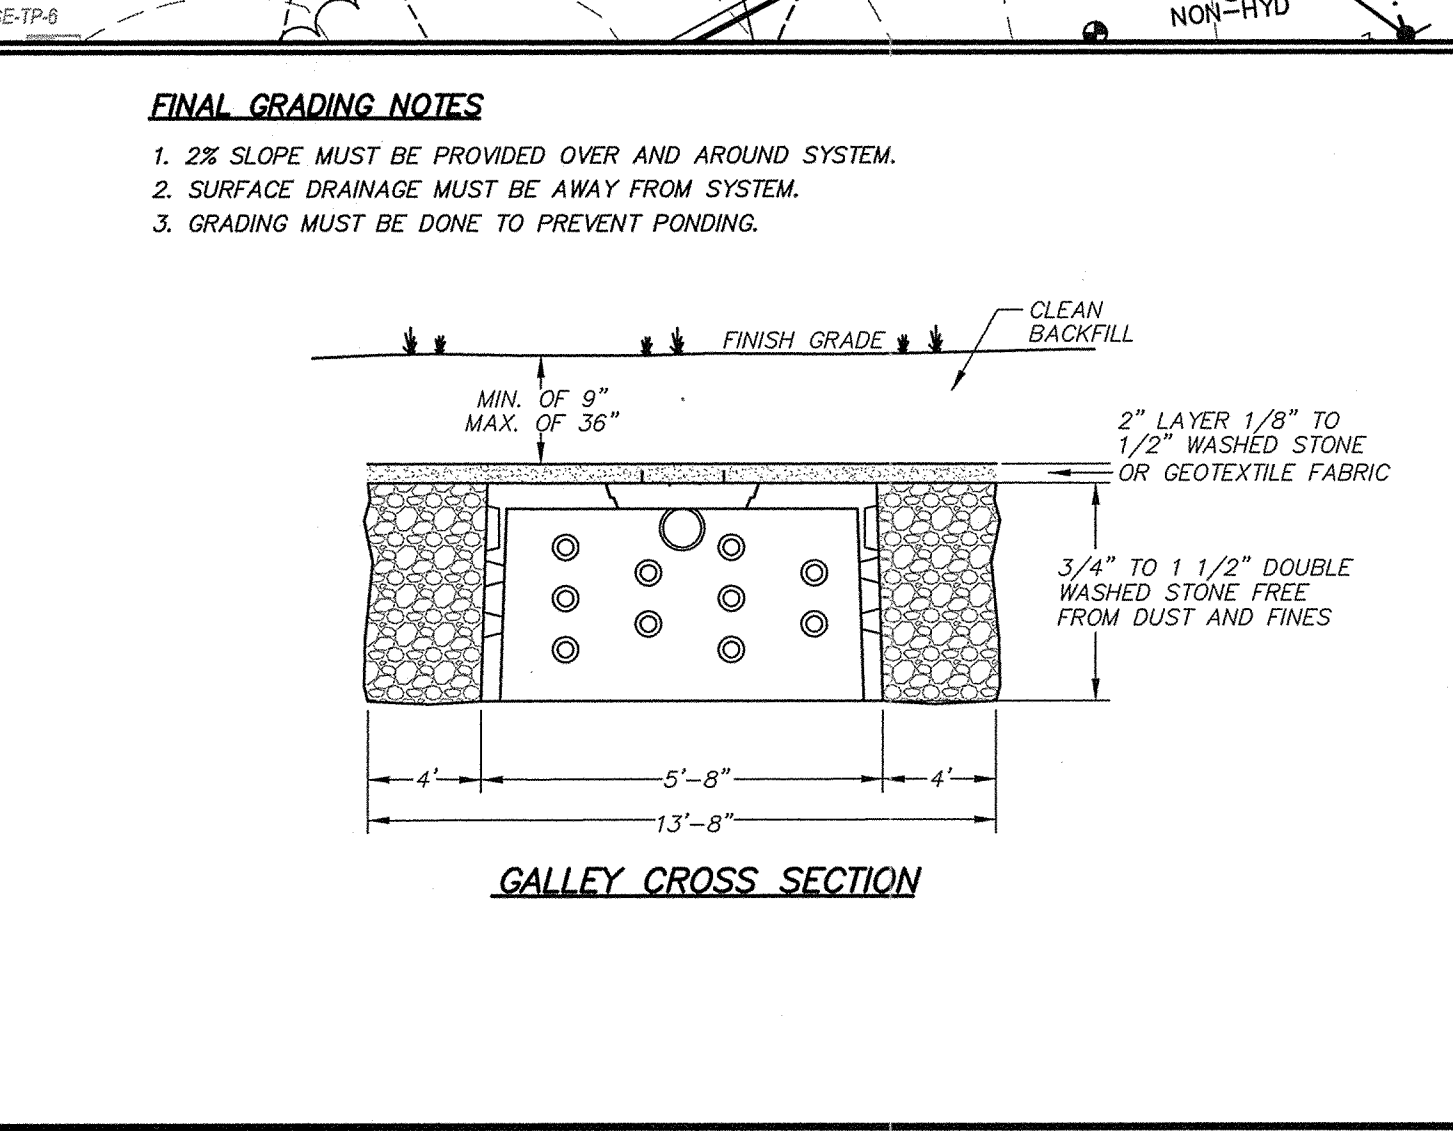 SE-TP-6
NON-HYD
FINAL GRADING NOTES
1. 2% SLOPE MUST BE PROVIDED OVER AND AROUND SYSTEM.
2. SURFACE DRAINAGE MUST BE AWAY FROM SYSTEM.
3. GRADING MUST BE DONE TO PREVENT PONDING.
CLEAN
BACKFILL
FINISH GRADE
MIN. OF 9"
MAX. OF 36"
2" LAYER 1/8" TO
1/2" WASHED STONE
OR GEOTEXTILE FABRIC
3/4" TO 1 1/2" DOUBLE
WASHED STONE FREE
FROM DUST AND FINES
4'
5'-8"
4'
13'-8"
GALLEY CROSS SECTION